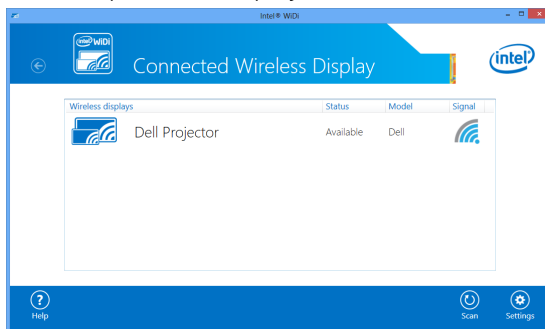 Intel® WiDi
intel WiDi
Connected Wireless Display
intel
Wireless displays Status Model Signal
Dell Projector Available Dell
? Help
Scan
Settings